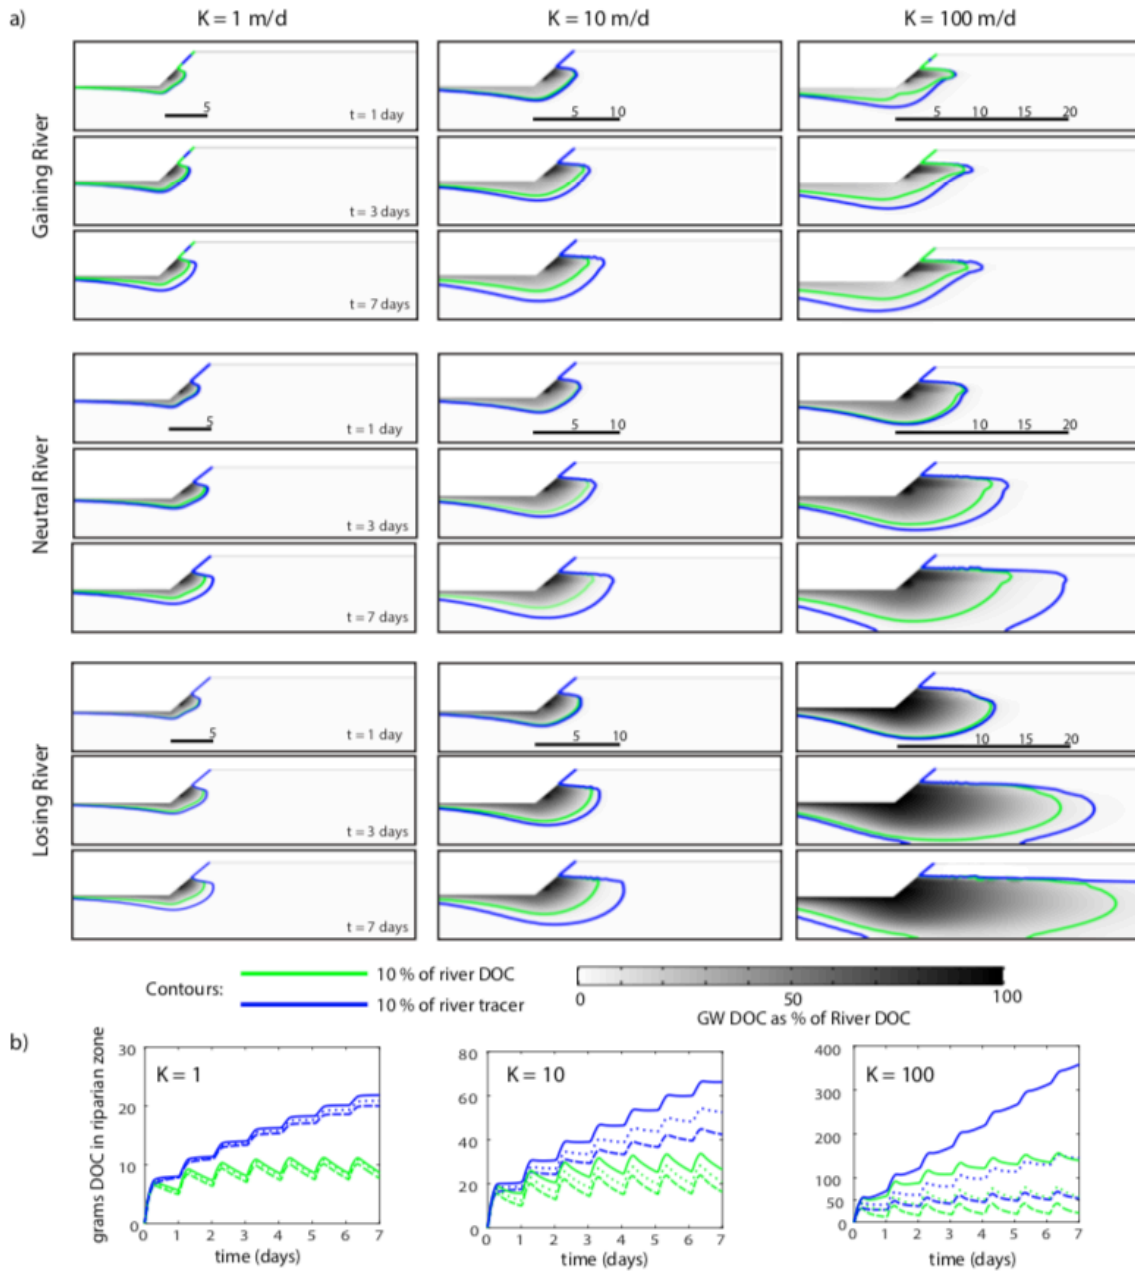 a)
K = 1 m/d
K = 10 m/d
K = 100 m/d
Gaining River
5
t = 1 day
5
10
5
10
15
20
t = 3 days
t = 7 days
Neutral River
5
t = 1 day
5
10
10
15
20
t = 3 days
t = 7 days
Losing River
5
t = 1 day
5
10
10
15
20
t = 3 days
t = 7 days
Contours:
10 % of river DOC
10 % of river tracer
0
50
100
GW DOC as % of River DOC
b)
grams DOC in riparian zone
30
20
10
0
K = 1
0 1 2 3 4 5 6 7
time (days)
80
60
40
20
0
K = 10
0 1 2 3 4 5 6 7
time (days)
400
300
200
100
50
0
K = 100
0 1 2 3 4 5 6 7
time (days)